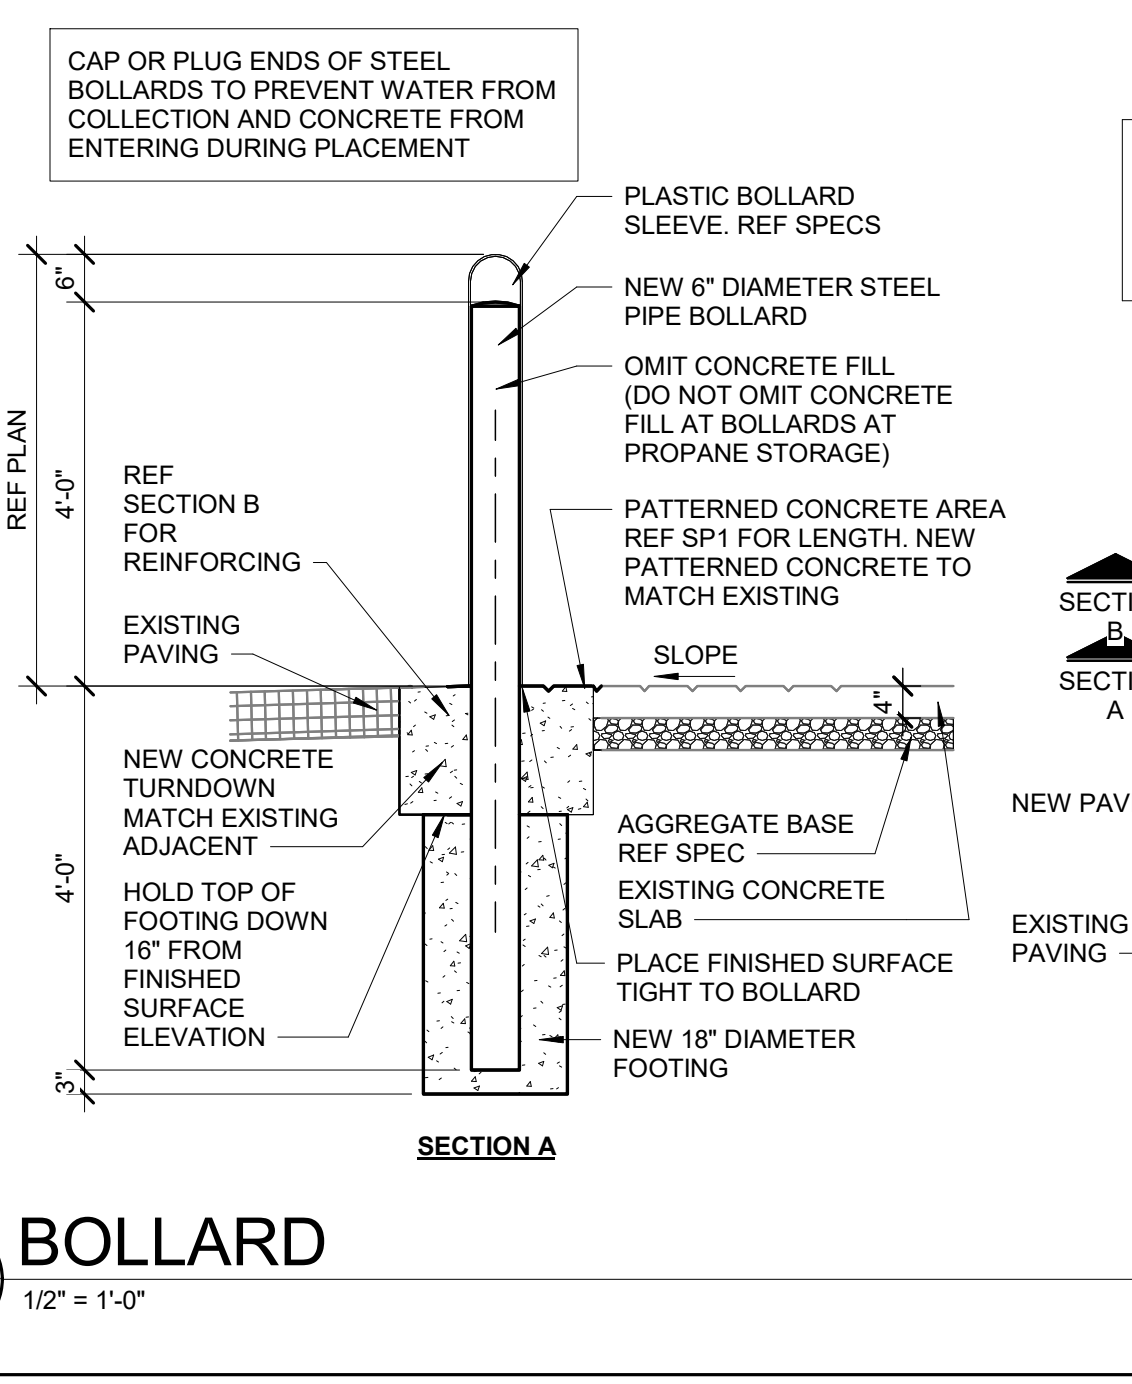 CAP OR PLUG ENDS OF STEEL
BOLLARDS TO PREVENT WATER FROM
COLLECTION AND CONCRETE FROM
ENTERING DURING PLACEMENT
PLASTIC BOLLARD
SLEEVE. REF SPECS
6"
NEW 6" DIAMETER STEEL
PIPE BOLLARD
OMIT CONCRETE FILL
(DO NOT OMIT CONCRETE
FILL AT BOLLARDS AT
PROPANE STORAGE)
REF PLAN
4'-0"
REF
SECTION B
FOR
REINFORCING
PATTERNED CONCRETE AREA
REF SP1 FOR LENGTH. NEW
PATTERNED CONCRETE TO
MATCH EXISTING
EXISTING
PAVING
SLOPE
4"
SECTI
B
SECTI
A
NEW CONCRETE
TURNDOWN
MATCH EXISTING
ADJACENT
NEW PAV
AGGREGATE BASE
REF SPEC
4'-0"
HOLD TOP OF
FOOTING DOWN
16" FROM
FINISHED
SURFACE
ELEVATION
EXISTING CONCRETE
SLAB
EXISTING
PAVING
PLACE FINISHED SURFACE
TIGHT TO BOLLARD
NEW 18" DIAMETER
FOOTING
3"
SECTION A
BOLLARD
1/2" = 1'-0"